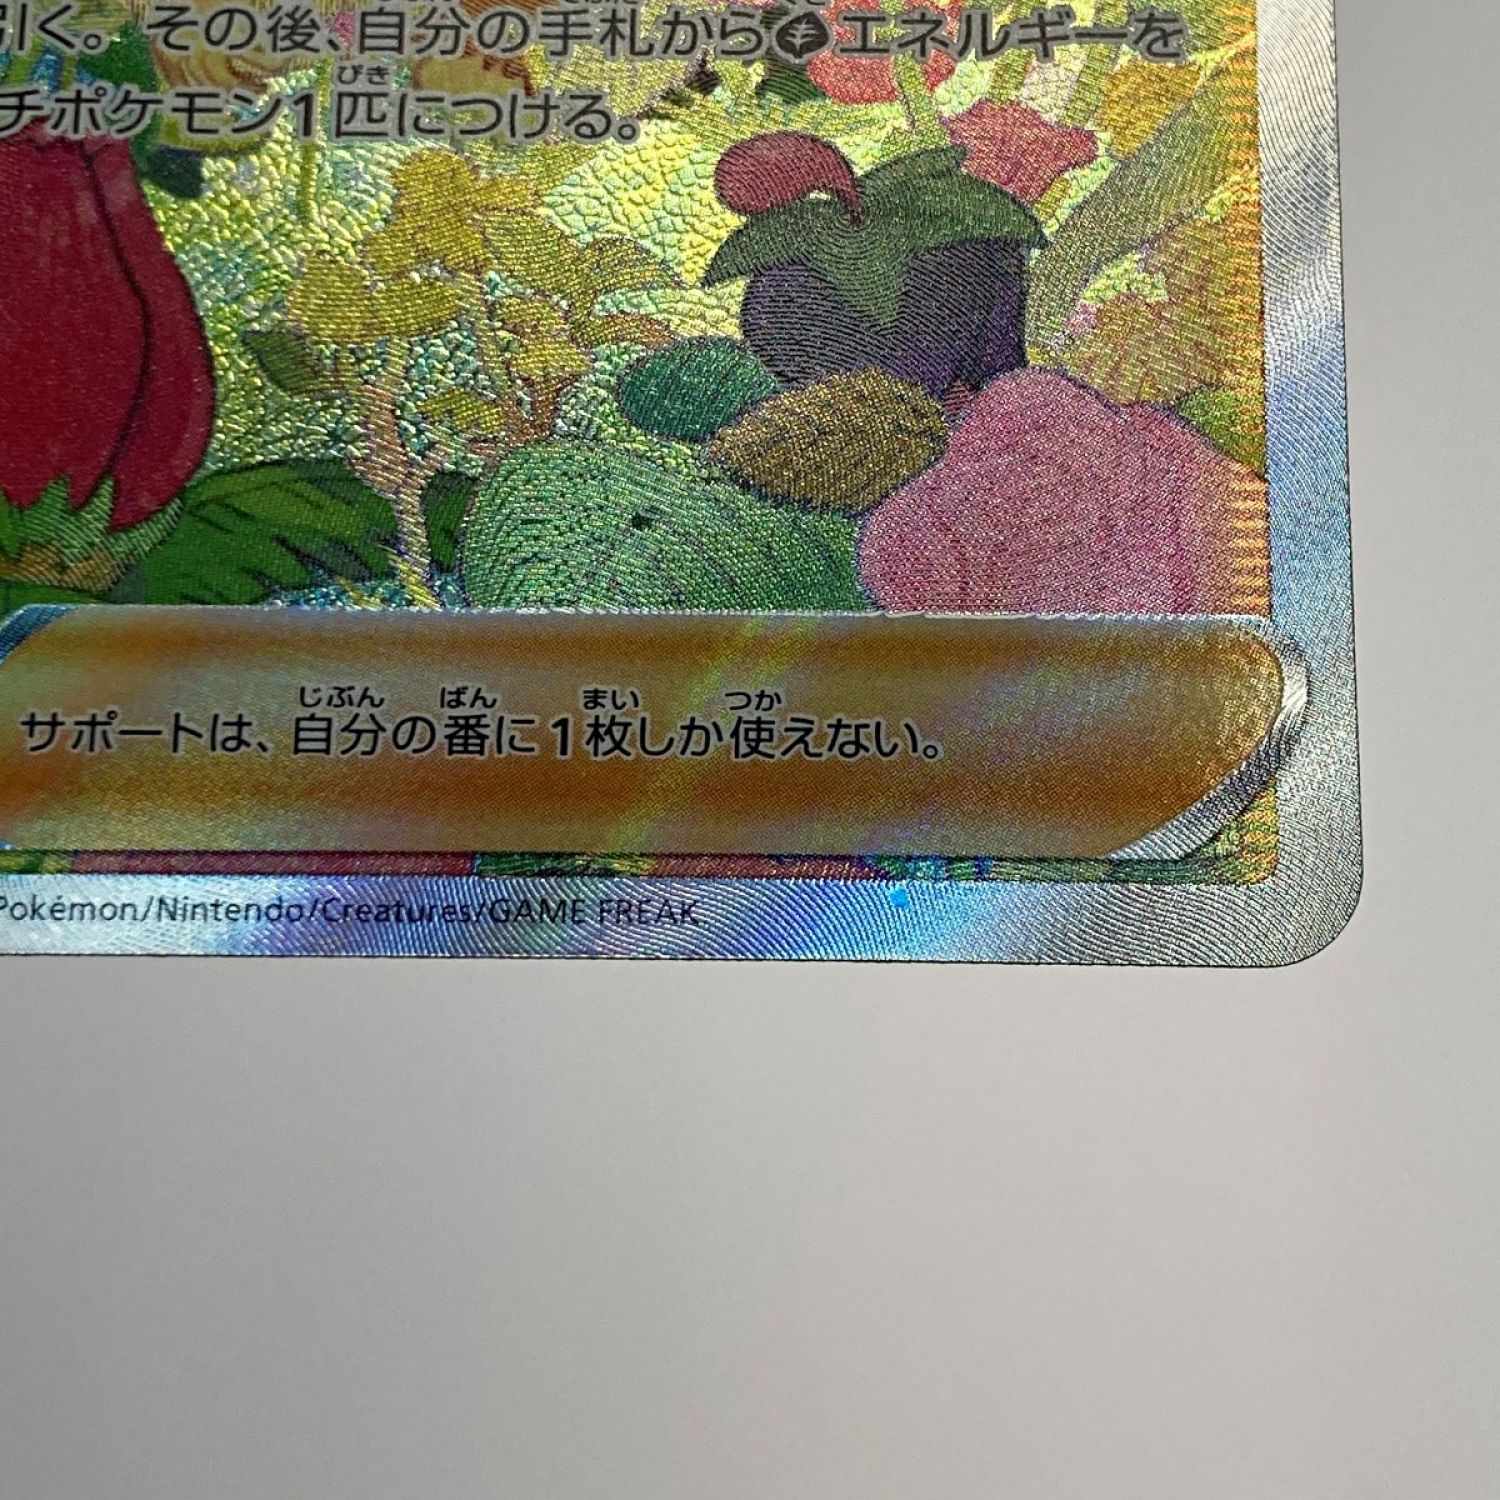 引く。その後、自分の手札からエネルギーを
びき
チポケモン1匹につける。
じぶん ばん まい つか
サポートは、自分の番に1枚しか使えない。
Pokémon/Nintendo/Creatures/GAME FREAK